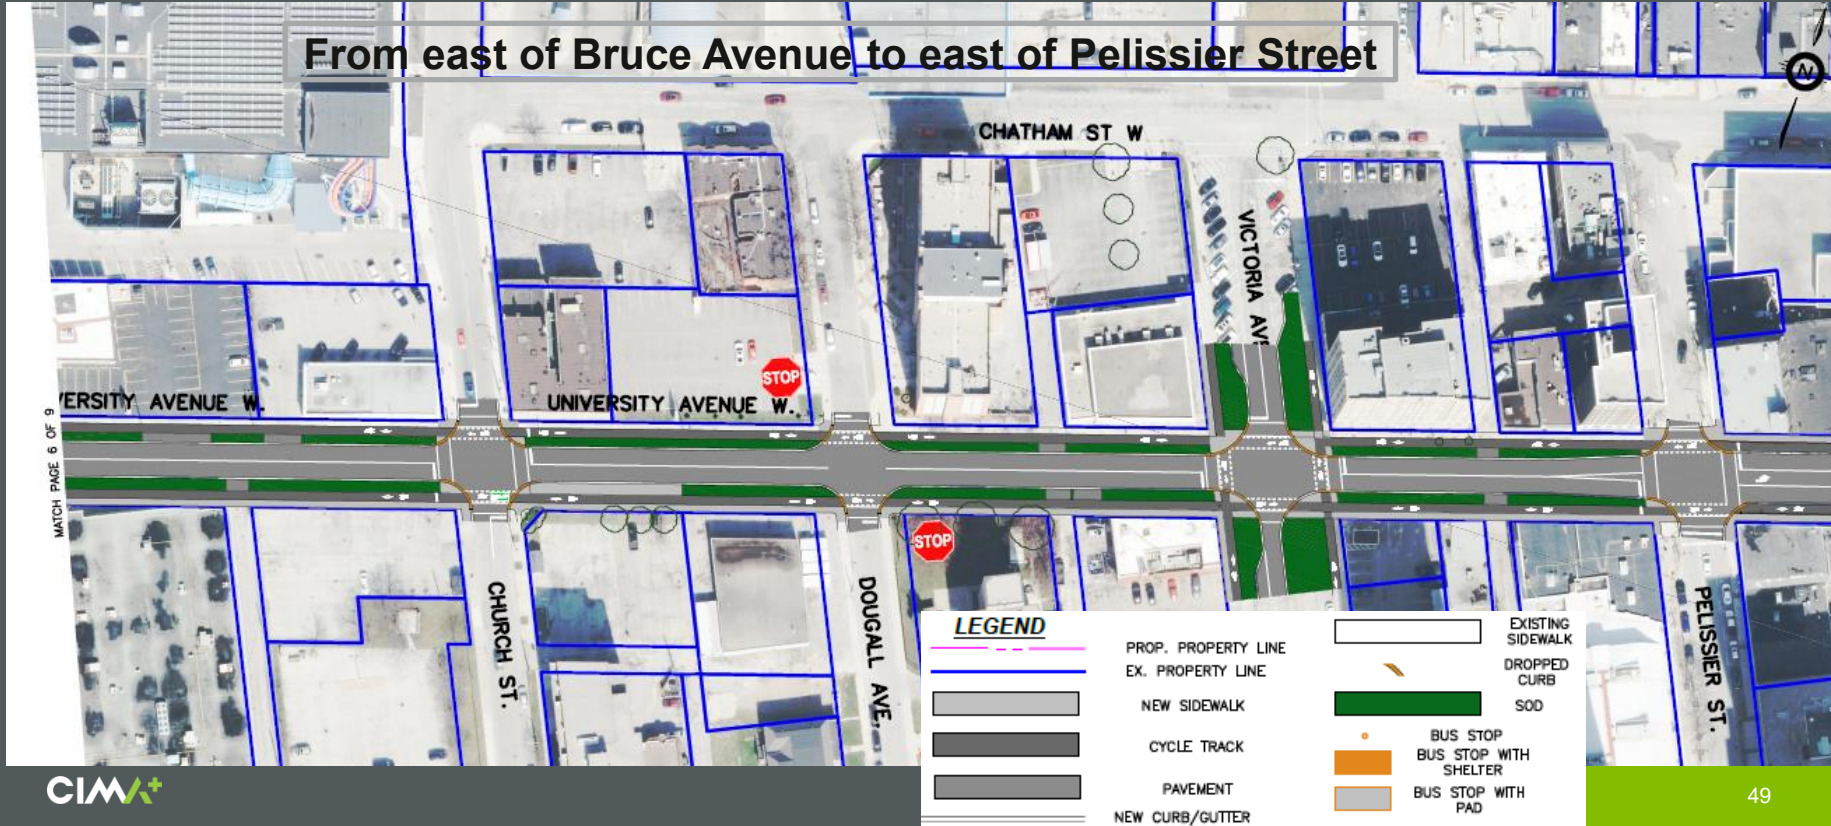 From east of Bruce Avenue to east of Pelissier Street
N
CHATHAM ST W
VICTORIA AV
STOP
VERSITY AVENUE W.
UNIVERSITY AVENUE W.
MATCH PAGE 6 OF 9
STOP
CHURCH ST.
DOUGALL AVE.
PELISSIER ST.
LEGEND
PROP. PROPERTY LINE
EX. PROPERTY LINE
NEW SIDEWALK
CYCLE TRACK
PAVEMENT
NEW CURB/GUTTER
EXISTING
SIDEWALK
DROPPED
CURB
SOD
BUS STOP
BUS STOP WITH
SHELTER
BUS STOP WITH
PAD
CIMA+
49